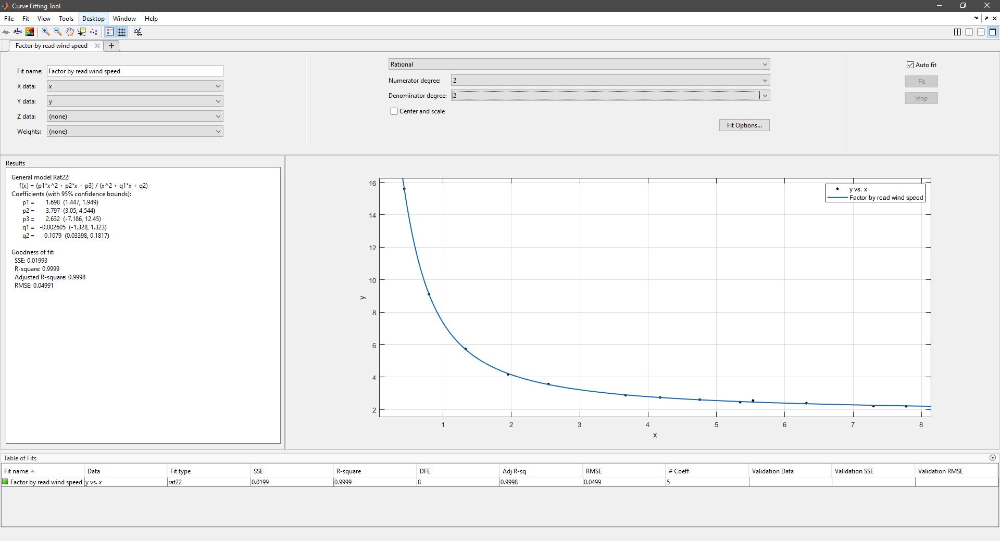 Curve Fitting Tool
File Fit View Tools Desktop Window Help
Factor by read wind speed
Fit name: Factor by read wind speed
X data: x
Y data: y
Z data: (none)
Weights: (none)
Rational
Numerator degree: 2
Denominator degree: 2
Center and scale
Fit Options...
Auto fit
Fit
Stop
Results
General model Rat22:
f(x) = (p1*x^2 + p2*x + p3) / (x^2 + q1*x + q2)
Coefficients (with 95% confidence bounds):
p1 = 1.698 (1.447, 1.949)
p2 = 3.797 (3.05, 4.544)
p3 = 2.632 (-7.186, 12.45)
q1 = -0.002605 (-1.328, 1.323)
q2 = 0.1079 (0.03398, 0.1817)
Goodness of fit:
SSE: 0.01993
R-square: 0.9999
Adjusted R-square: 0.9998
RMSE: 0.04991
16
14
12
10
8
6
4
2
y
1 2 3 4 5 6 7 8
x
y vs. x
Factor by read wind speed
Table of Fits
Fit name Data Fit type SSE R-square DFE Adj R-sq RMSE # Coeff Validation Data Validation SSE Validation RMSE
Factor by read wind speed y vs. x rat22 0.0199 0.9999 8 0.9998 0.0499 5